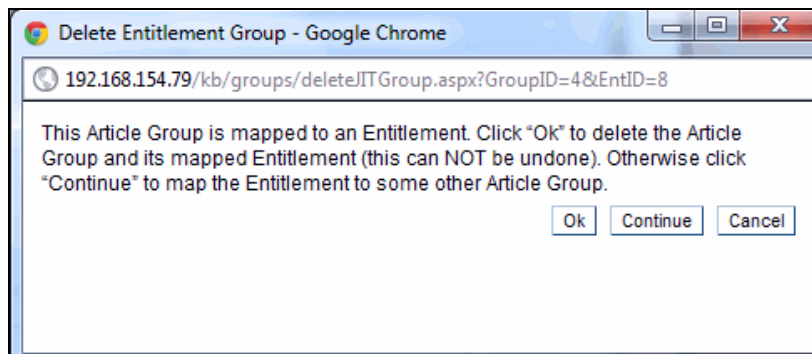 Delete Entitlement Group - Google Chrome
192.168.154.79/kb/groups/deleteJITGroup.aspx?GroupID=4&EntID=8
This Article Group is mapped to an Entitlement. Click “Ok” to delete the Article
Group and its mapped Entitlement (this can NOT be undone). Otherwise click
“Continue” to map the Entitlement to some other Article Group.
Ok Continue Cancel